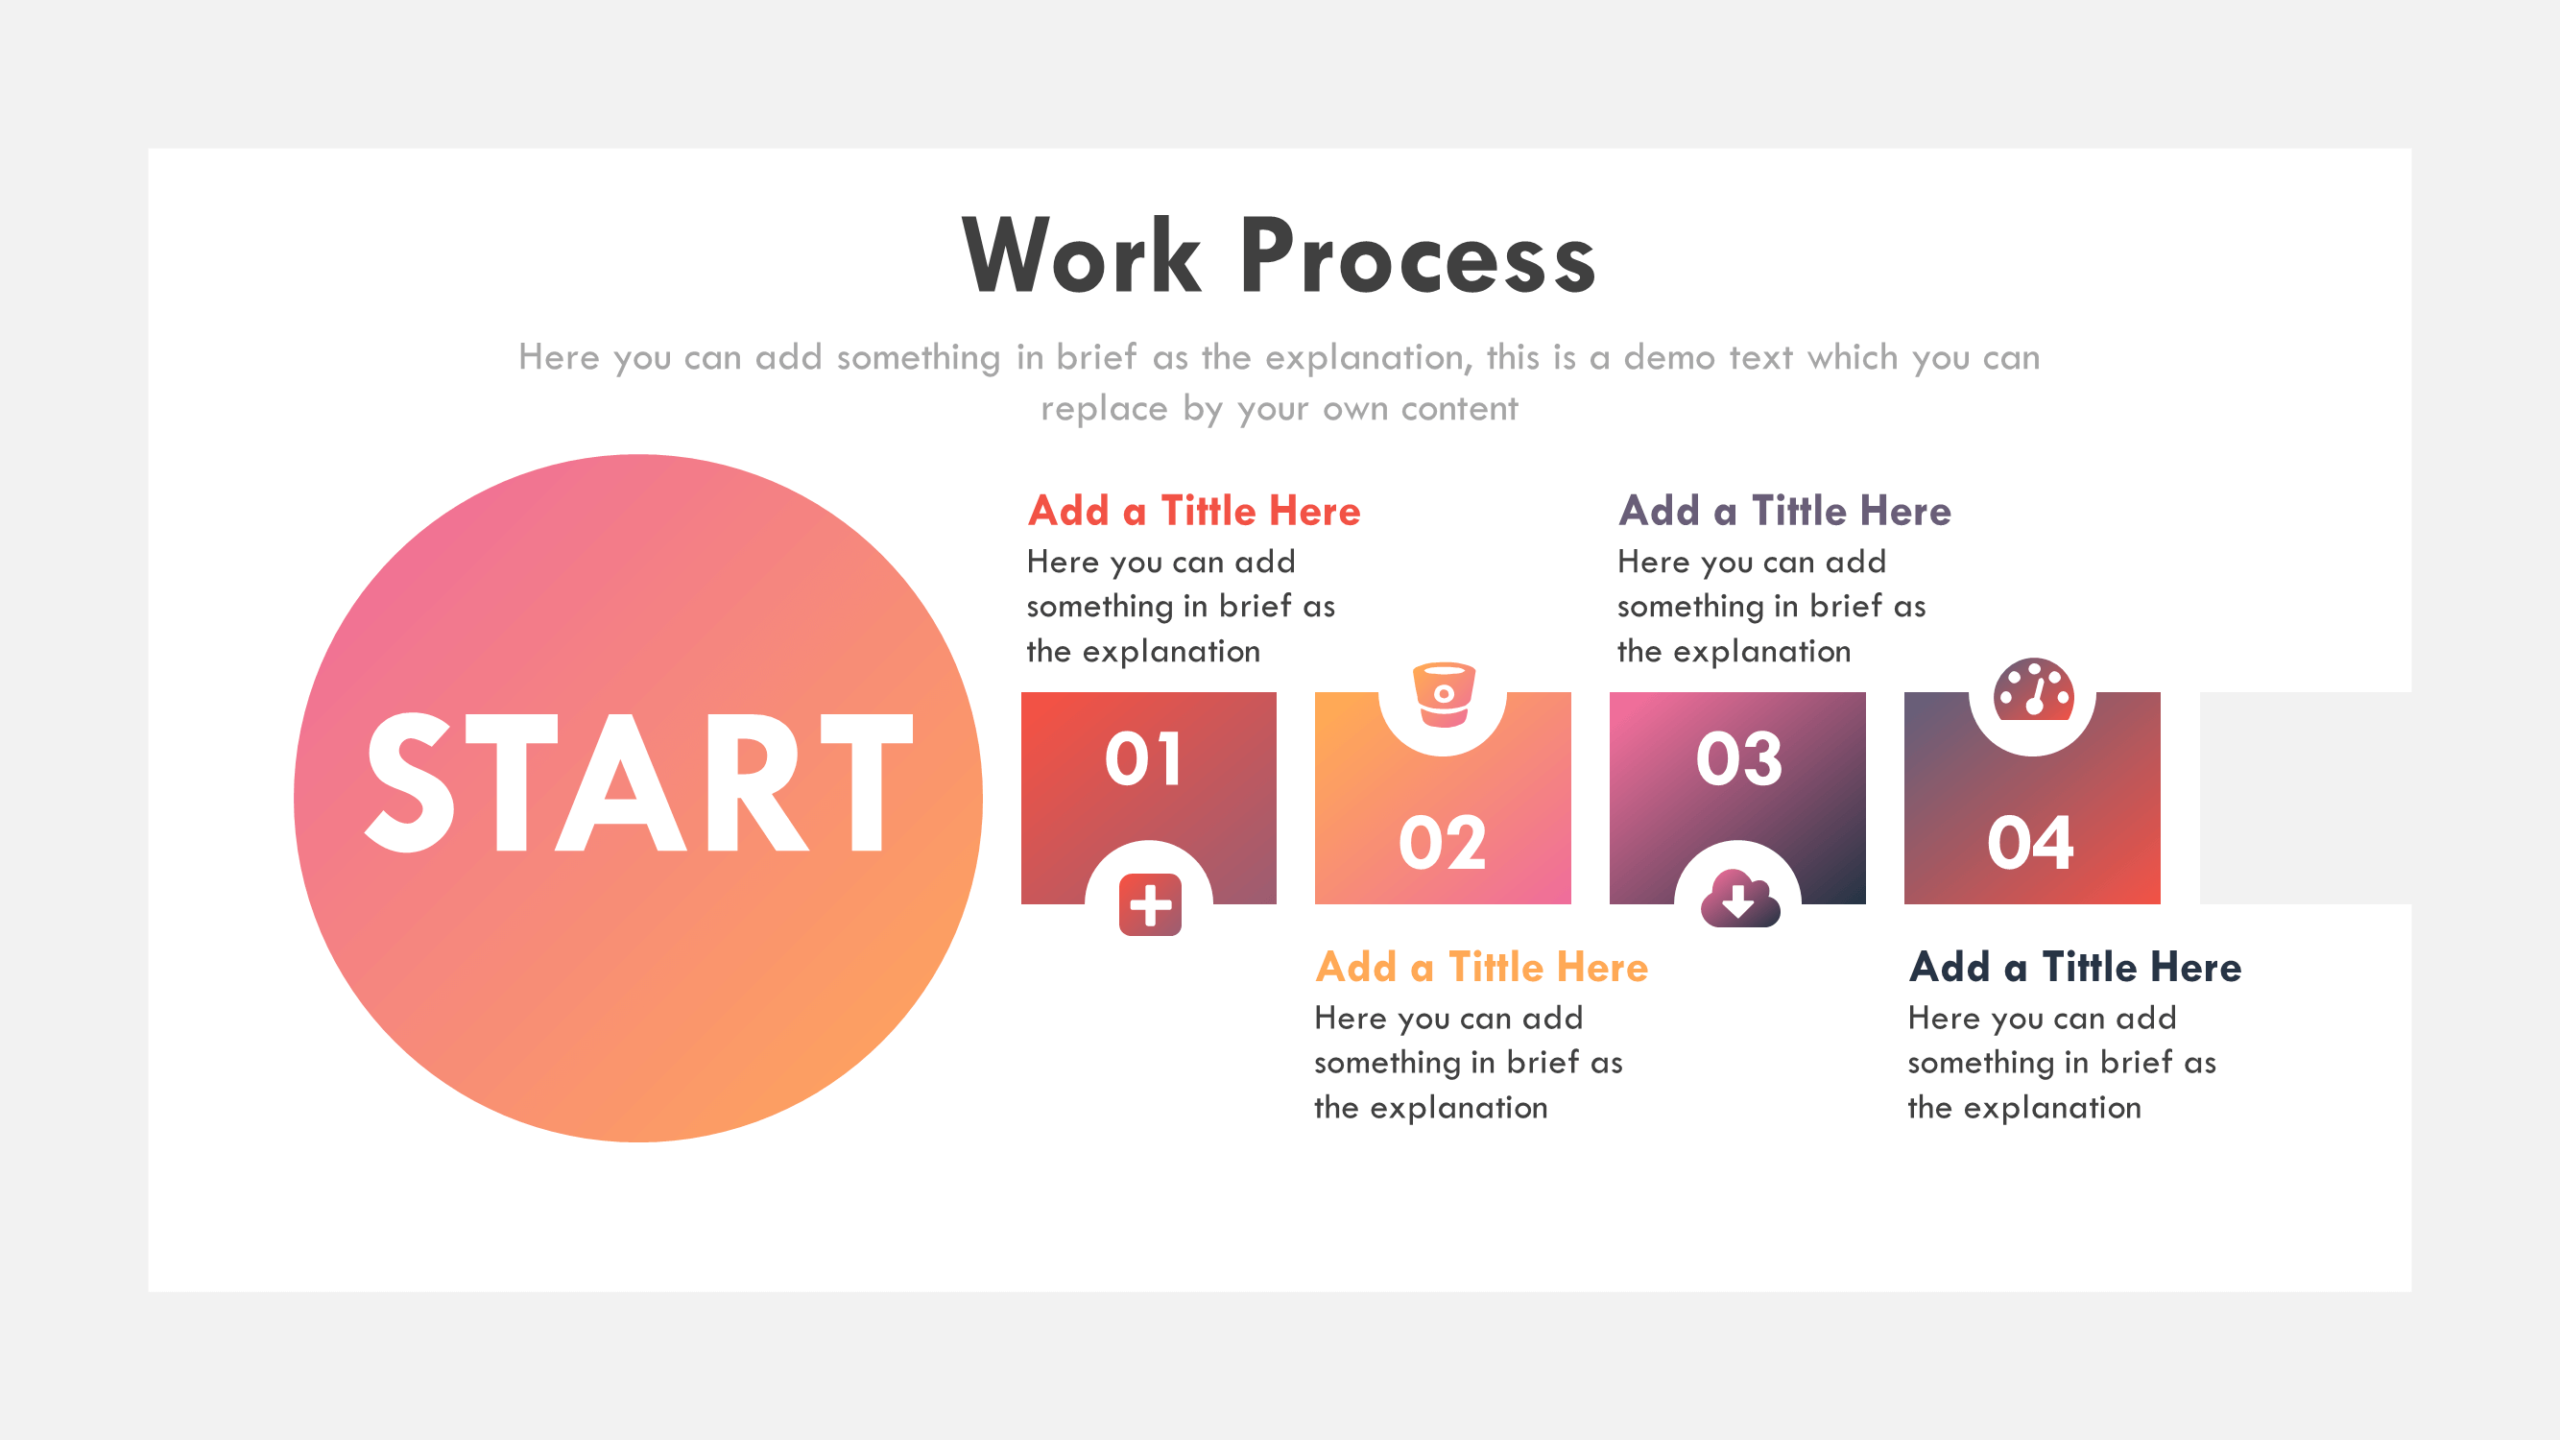 Work Process
Here you can add something in brief as the explanation, this is a demo text which you can
replace by your own content
START
Add a Tittle Here
Here you can add
something in brief as
the explanation
01
02
Add a Tittle Here
Here you can add
something in brief as
the explanation
Add a Tittle Here
Here you can add
something in brief as
the explanation
03
04
Add a Tittle Here
Here you can add
something in brief as
the explanation